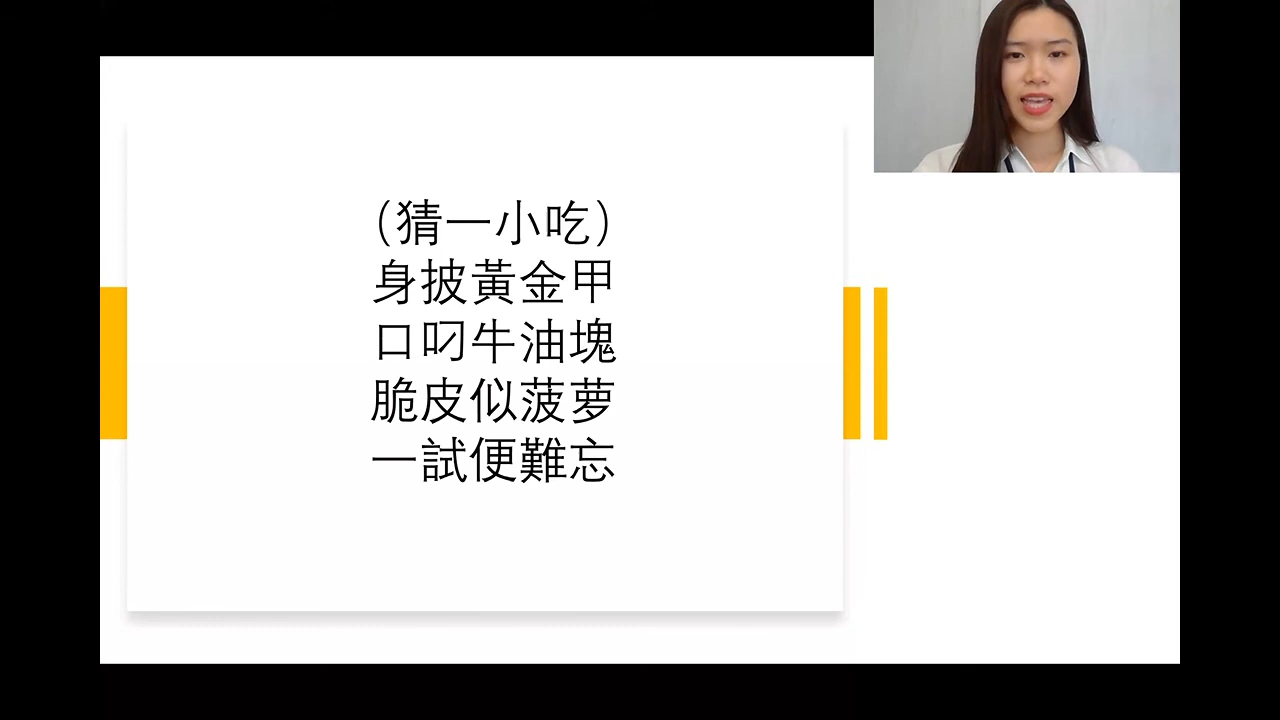 （猜一小吃）
身披黃金甲
口叼牛油塊
脆皮似菠萝
一試便難忘